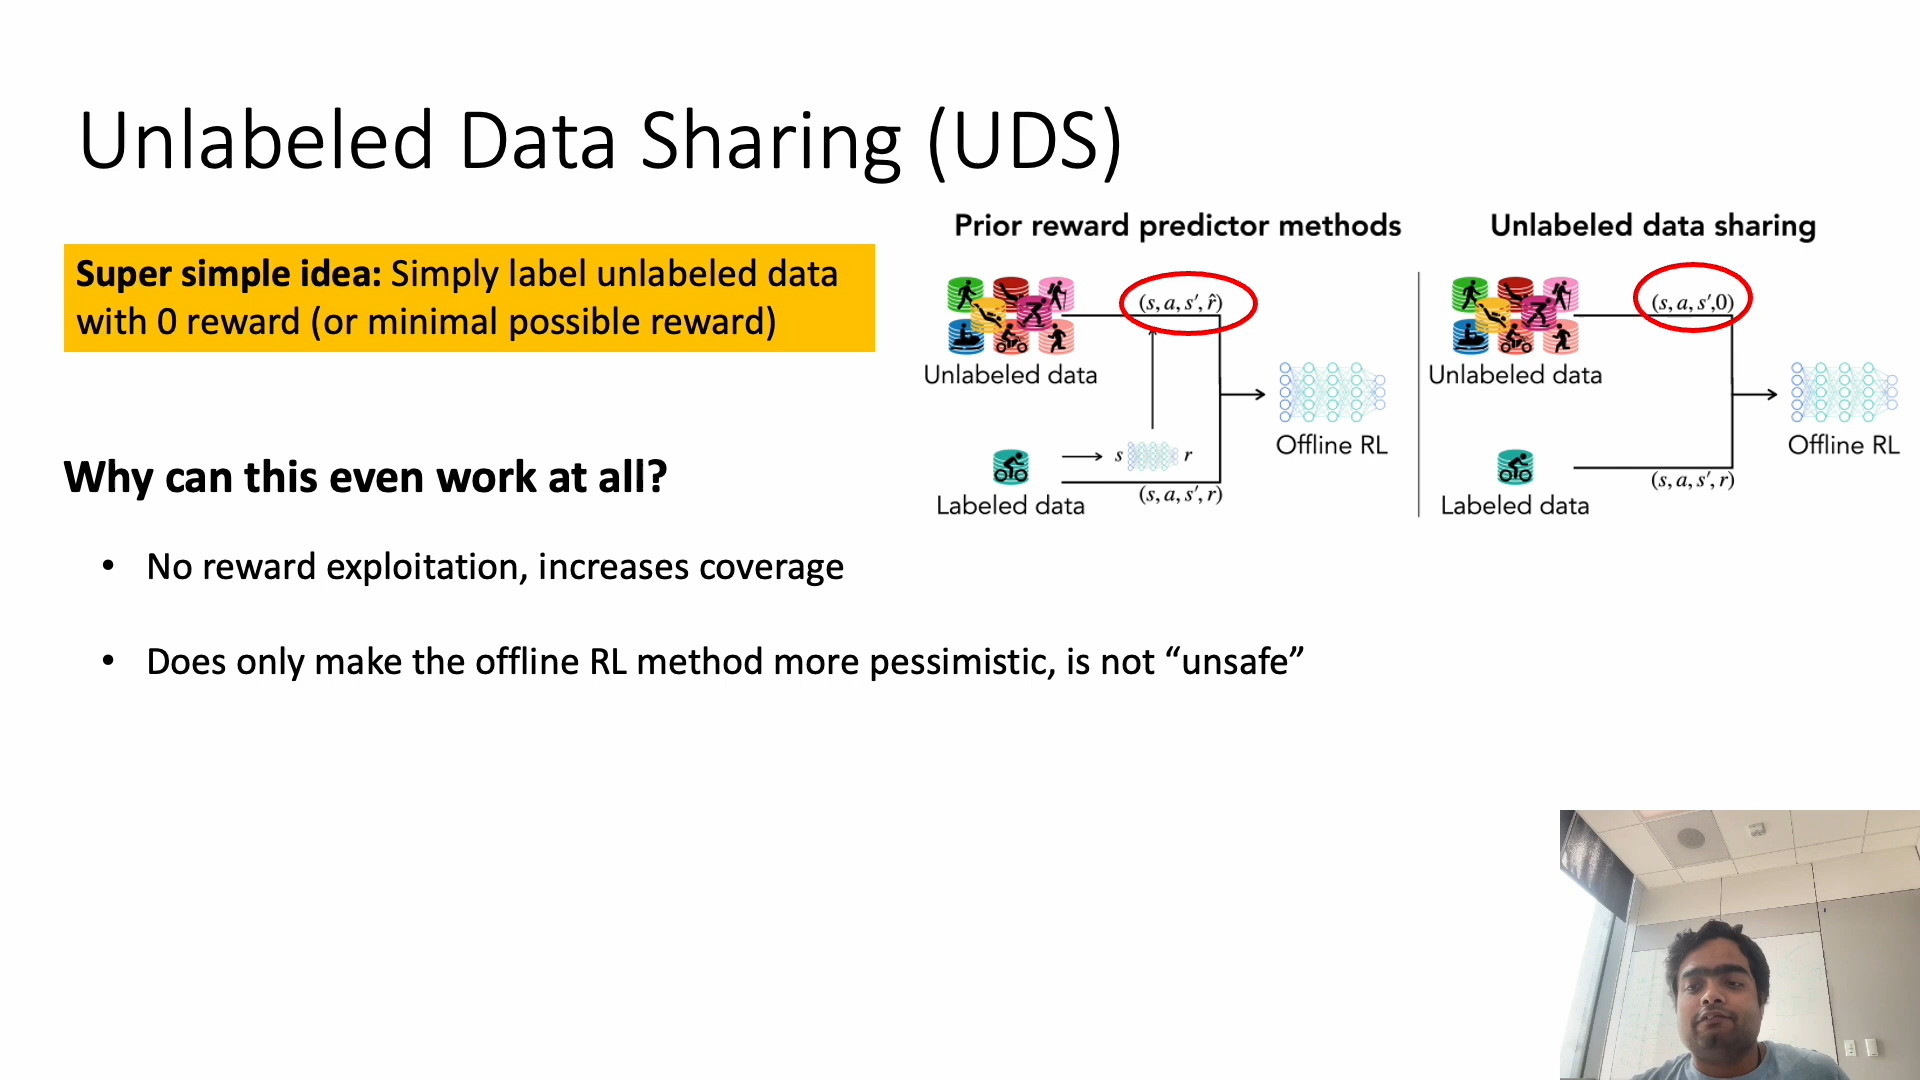 Unlabeled Data Sharing (UDS)
Super simple idea: Simply label unlabeled data
with 0 reward (or minimal possible reward)
Prior reward predictor methods
(s, a, s′, r̂)
Unlabeled data
Offline RL
s
r
(s, a, s′, r)
Labeled data
Unlabeled data sharing
(s, a, s′,0)
Unlabeled data
Offline RL
(s, a, s′, r)
Labeled data
Why can this even work at all?
• No reward exploitation, increases coverage
• Does only make the offline RL method more pessimistic, is not “unsafe”